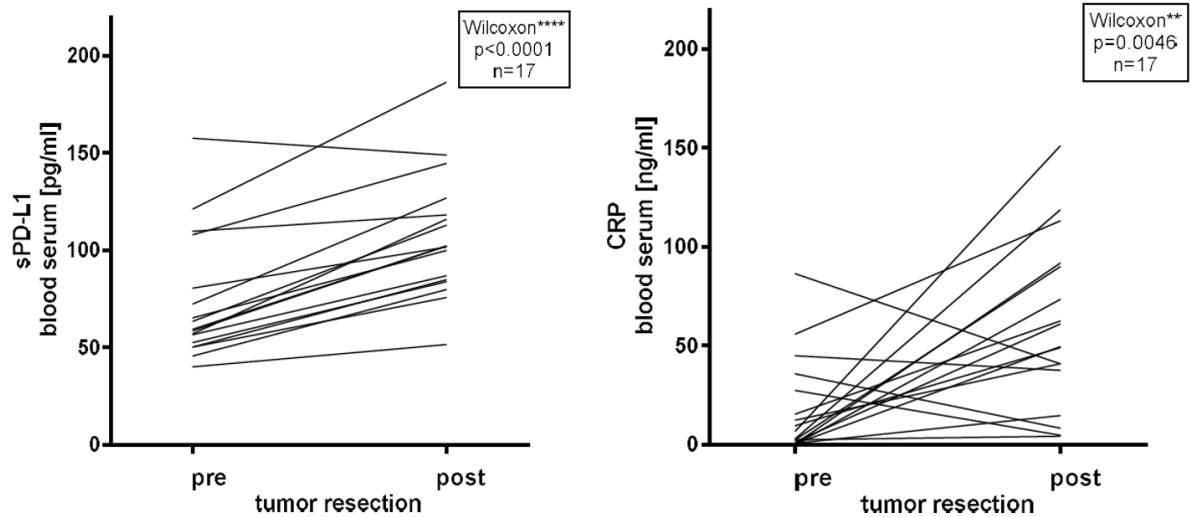 sPD-L1
blood serum [pg/ml]
200
150
100
50
0
pre
post
tumor resection
Wilcoxon****
p<0.0001
n=17
CRP
blood serum [ng/ml]
200
150
100
50
0
pre
post
tumor resection
Wilcoxon**
p=0.0046
n=17